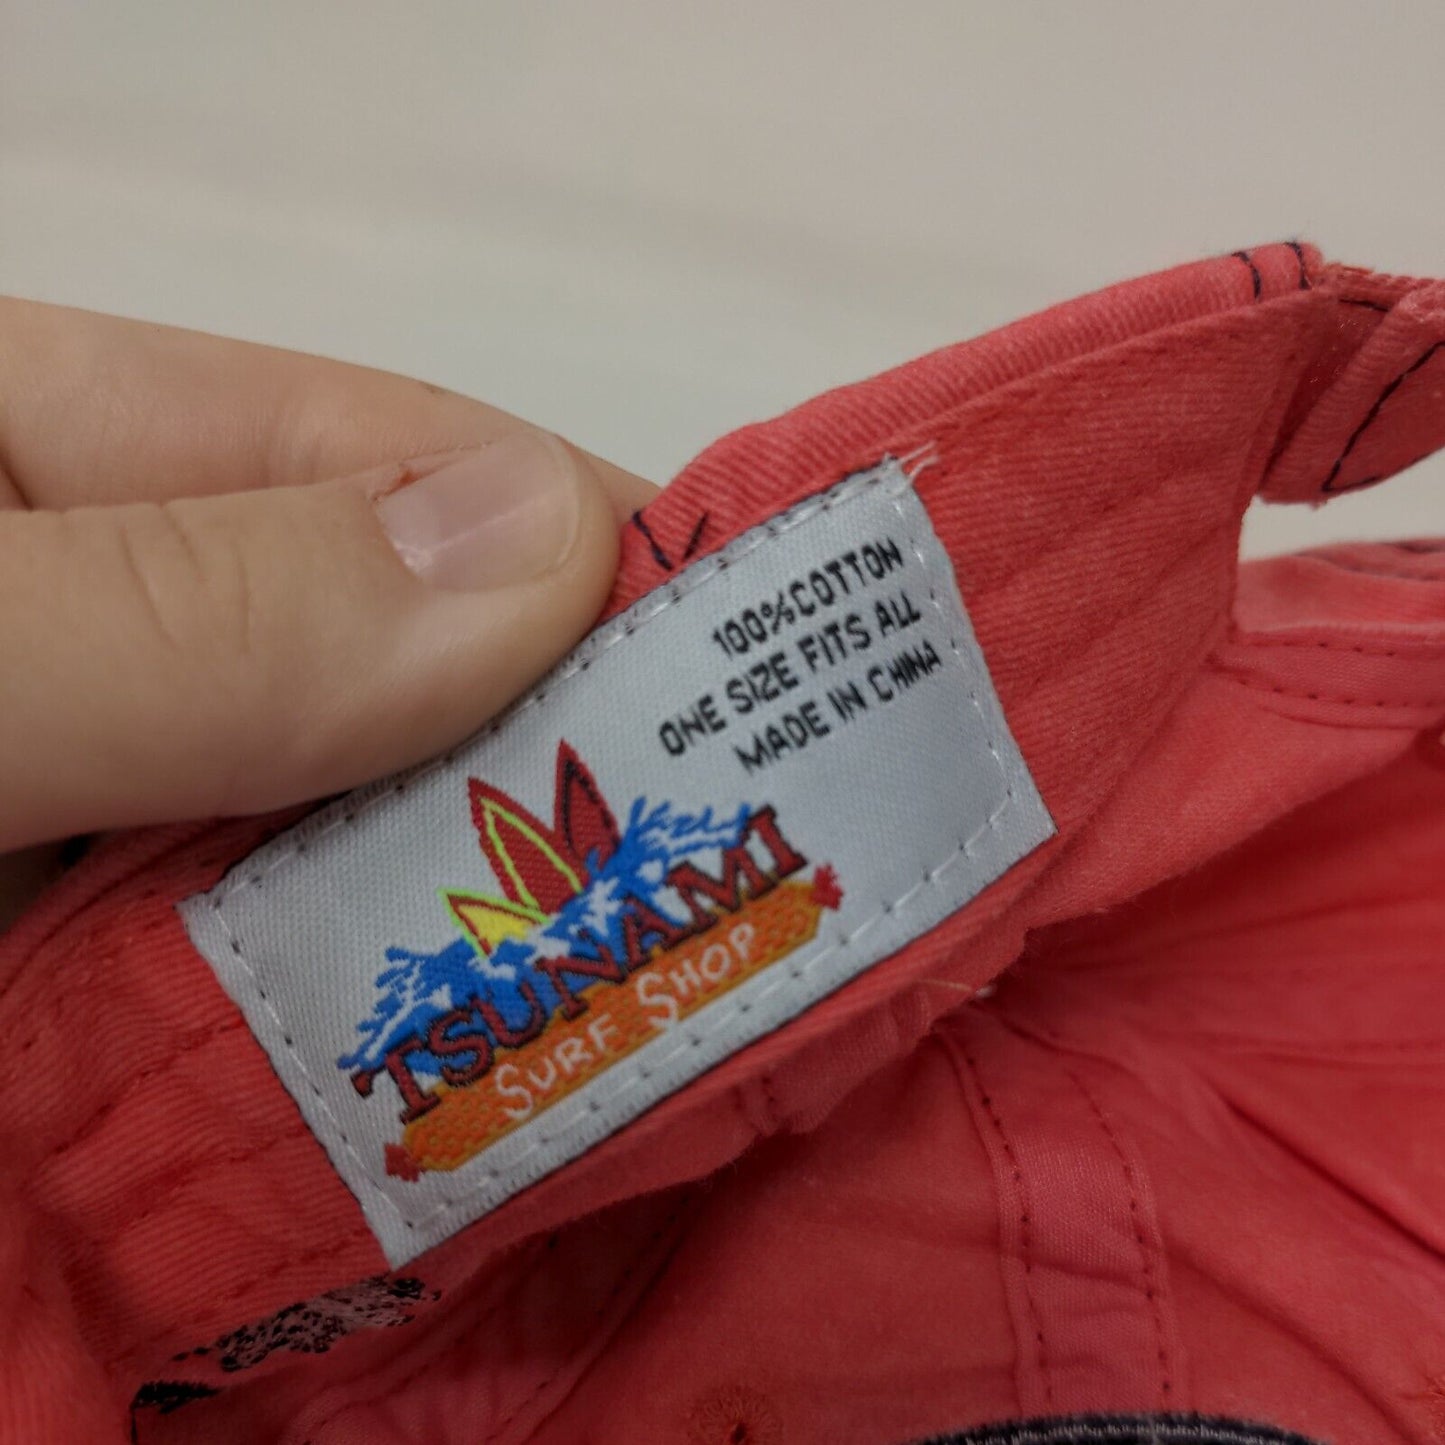 100%COTTON
ONE SIZE FITS ALL
MADE IN CHINA
TSUNAMI
SURF SHOP